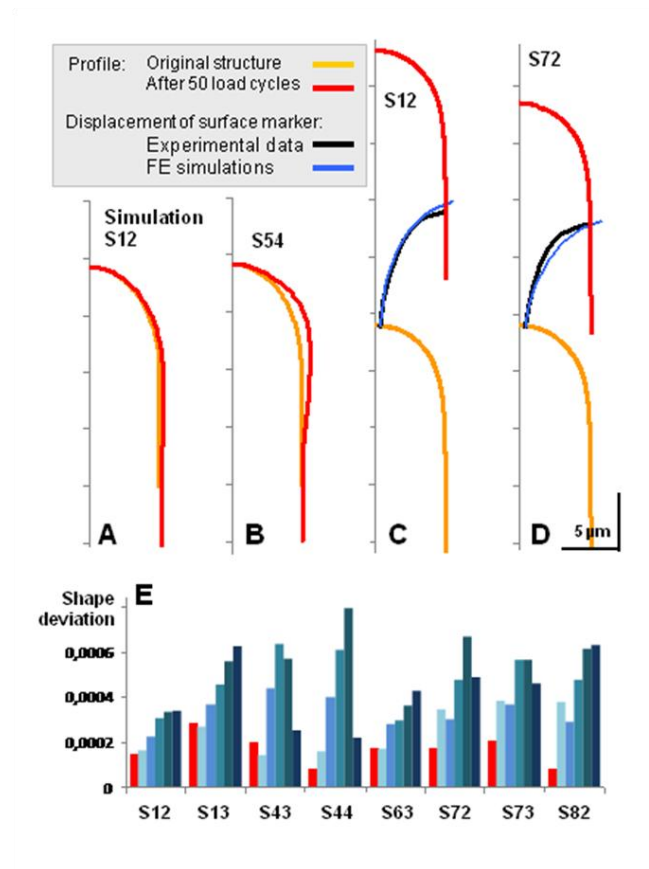 Profile: Original structure
After 50 load cycles
Displacement of surface marker:
Experimental data
FE simulations
S12
S72
Simulation
S12
S54
A
B
C
D
5 µm
E
Shape
deviation
0,0006
0,0004
0,0002
0
S12 S13 S43 S44 S63 S72 S73 S82